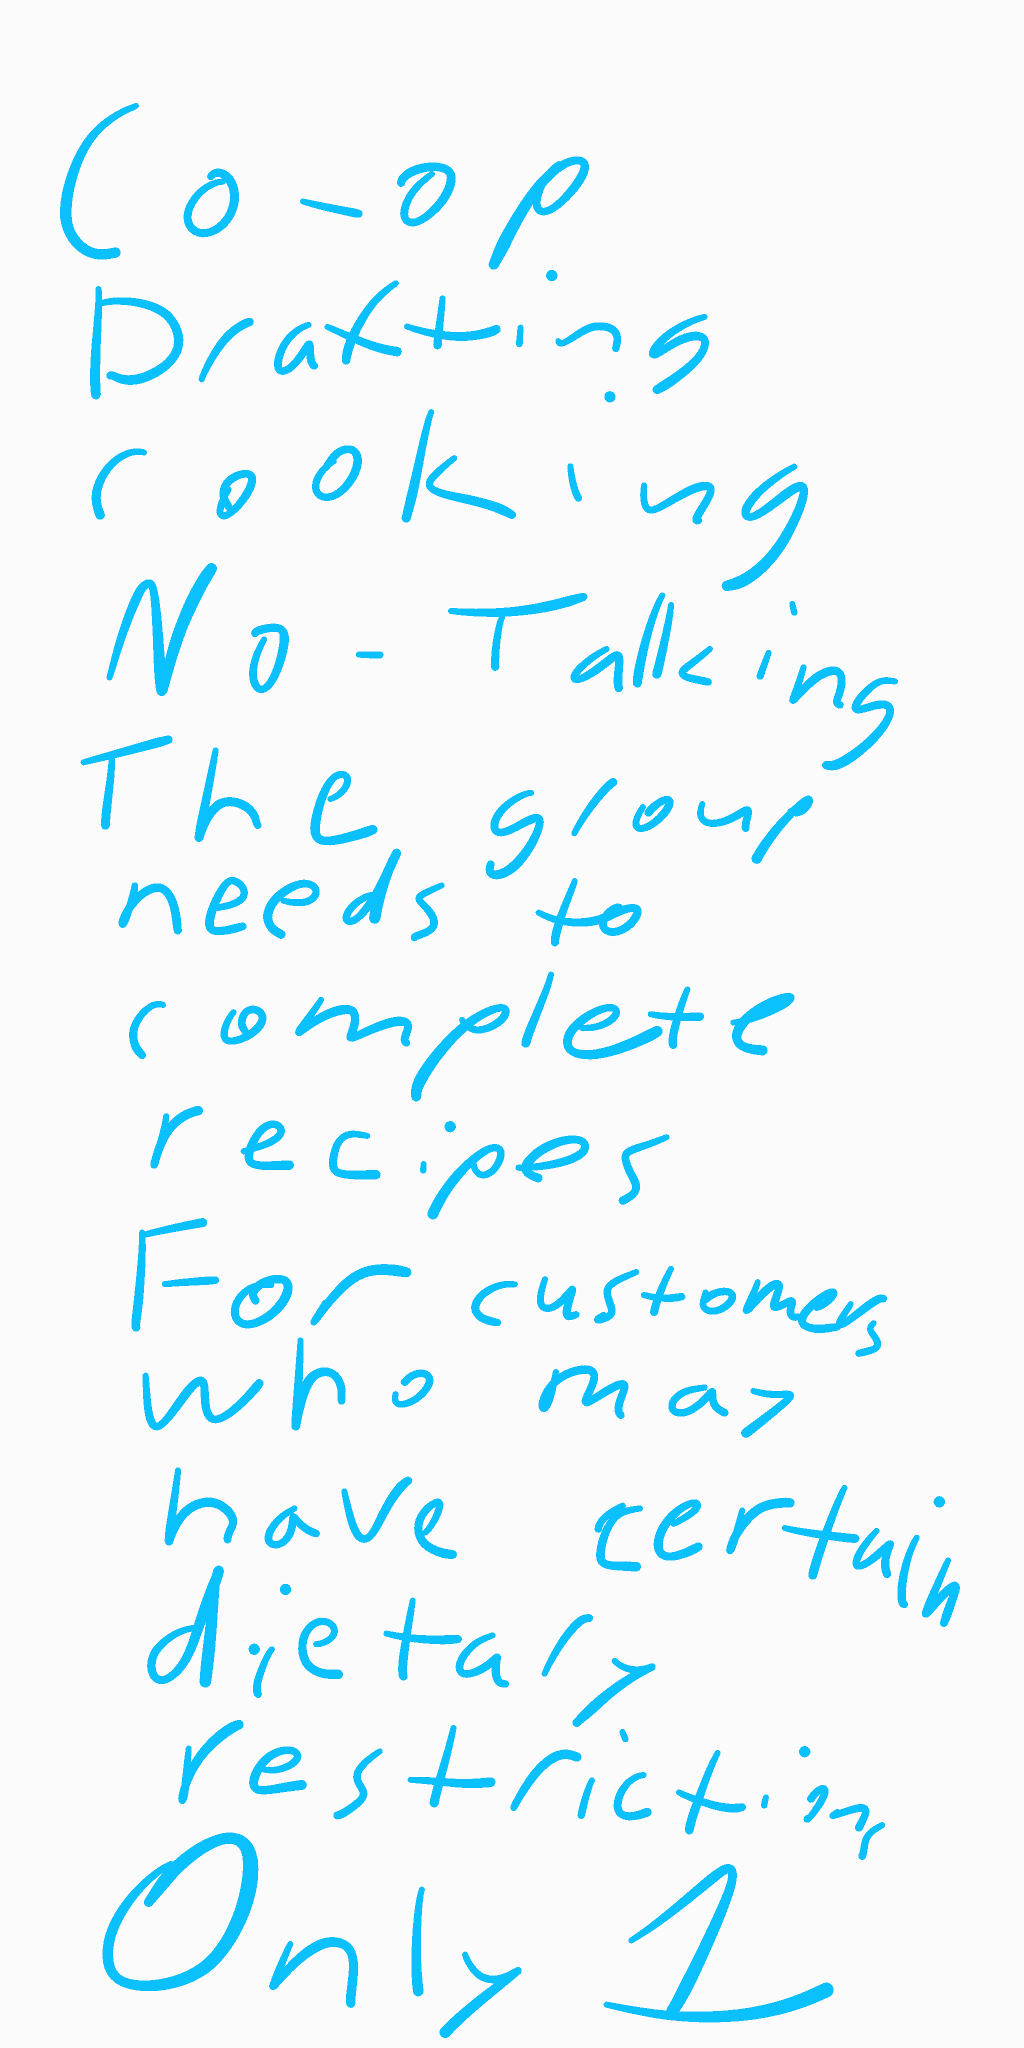 Co-op
Drafting
cooking
No-Talking
The group
needs to
complete
recipes
For customers
who may
have certain
dietary
restrictions
Only 1